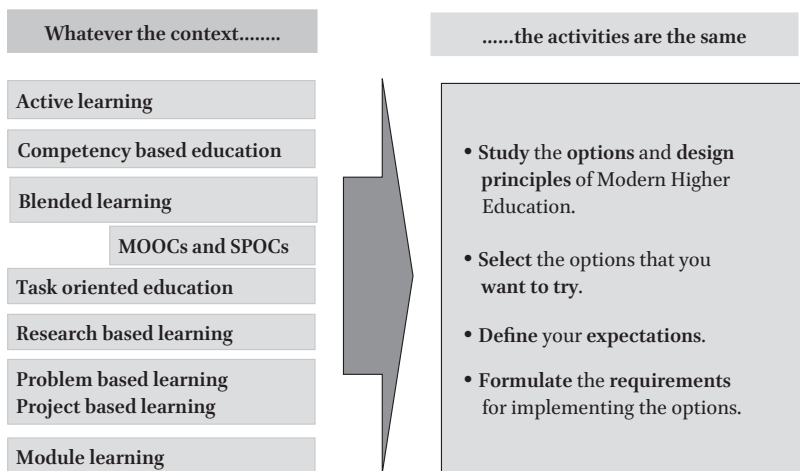 Whatever the context........
Active learning
Competency based education
Blended learning
MOOCs and SPOCs
Task oriented education
Research based learning
Problem based learning
Project based learning
Module learning
......the activities are the same
• Study the options and design
principles of Modern Higher
Education.
• Select the options that you
want to try.
• Define your expectations.
• Formulate the requirements
for implementing the options.